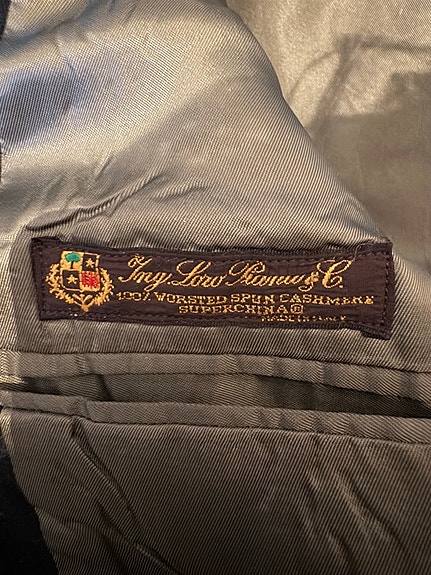 Ing. Loro Piana & C.
100% WORSTED SPUN CASHMERE
SUPERCHINA®
MADE IN ITALY